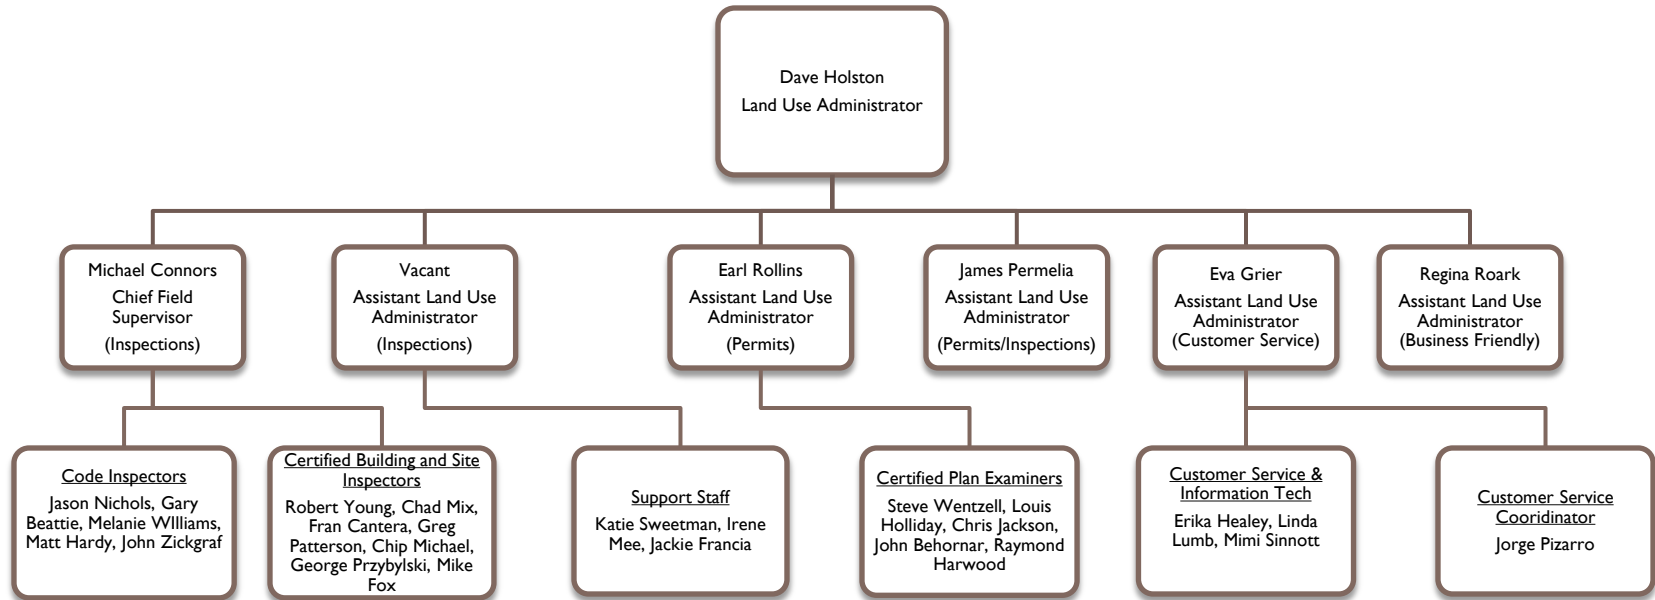 Dave Holston
Land Use Administrator
Michael Connors
Chief Field
Supervisor
(Inspections)
Vacant
Assistant Land Use
Administrator
(Inspections)
Earl Rollins
Assistant Land Use
Administrator
(Permits)
James Permelia
Assistant Land Use
Administrator
(Permits/Inspections)
Eva Grier
Assistant Land Use
Administrator
(Customer Service)
Regina Roark
Assistant Land Use
Administrator
(Business Friendly)
Code Inspectors
Jason Nichols, Gary
Beattie, Melanie WIlliams,
Matt Hardy, John Zickgraf
Certified Building and Site
Inspectors
Robert Young, Chad Mix,
Fran Cantera, Greg
Patterson, Chip Michael,
George Przybylski, Mike
Fox
Support Staff
Katie Sweetman, Irene
Mee, Jackie Francia
Certified Plan Examiners
Steve Wentzell, Louis
Holliday, Chris Jackson,
John Behornar, Raymond
Harwood
Customer Service &
Information Tech
Erika Healey, Linda
Lumb, Mimi Sinnott
Customer Service
Cooridinator
Jorge Pizarro